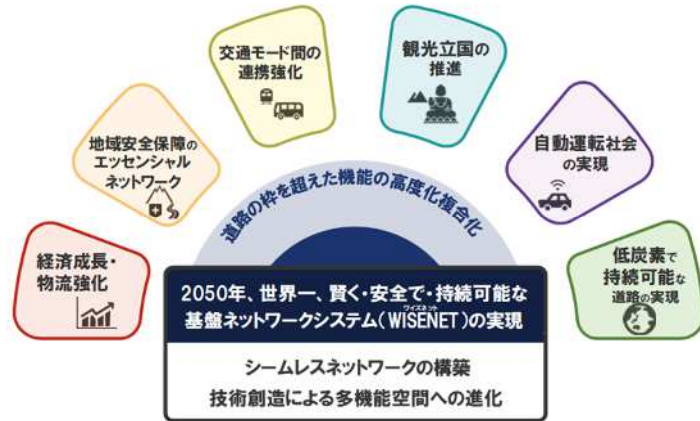 経済成長・
物流強化
地域安全保障の
エッセンシャル
ネットワーク
交通モード間の
連携強化
観光立国の
推進
自動運転社会
の実現
低炭素で
持続可能な
道路の実現
道路の枠を超えた機能の高度化複合化
2050年、世界一、賢く・安全で・持続可能な
ワイズネット
基盤ネットワークシステム(WISENET)の実現
シームレスネットワークの構築
技術創造による多機能空間への進化